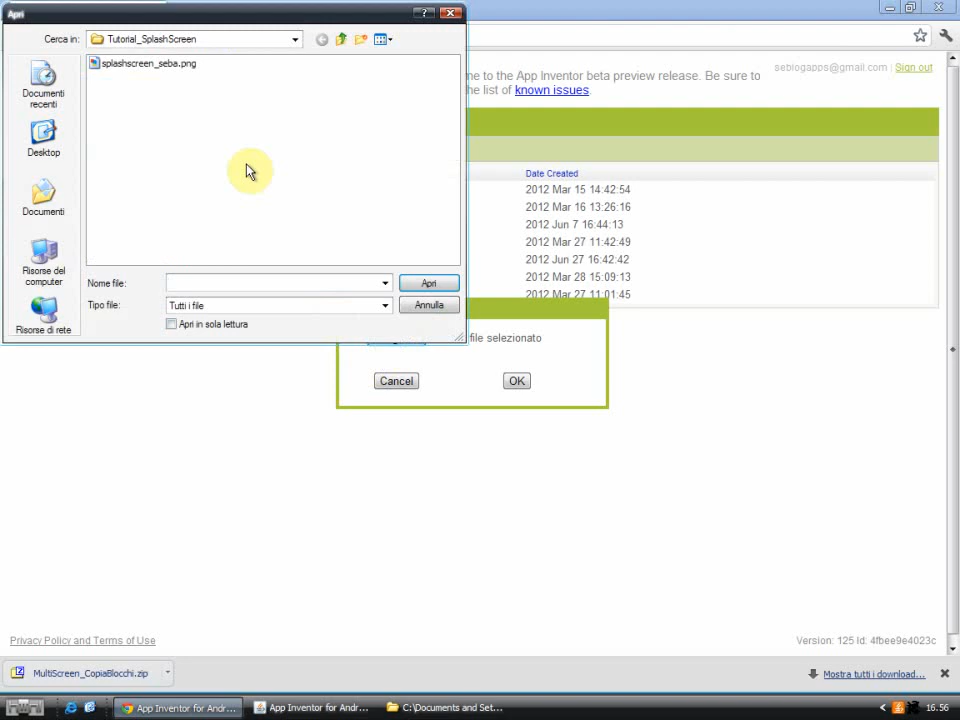 Apri
Cerca in: Tutorial_SplashScreen
splashscreen_seba.png
Documenti recenti
Desktop
Documenti
Risorse del computer
Risorse di rete
Nome file:
Apri
Tipo file: Tutti i file
Annulla
Apri in sola lettura
seblogapps@gmail.com | Sign out
me to the App Inventor beta preview release. Be sure to
he list of known issues.
Date Created
2012 Mar 15 14:42:54
2012 Mar 16 13:26:16
2012 Jun 7 16:44:13
2012 Mar 27 11:42:49
2012 Jun 27 16:42:42
2012 Mar 28 15:09:13
2012 Mar 27 11:01:45
file selezionato
Cancel
OK
Privacy Policy and Terms of Use
Version: 125 Id: 4fbee9e4023c
MultiScreen_CopiaBlocchi.zip
Mostra tutti i download...
App Inventor for Andr...
App Inventor for Andr...
C:\Documents and Set...
16.56